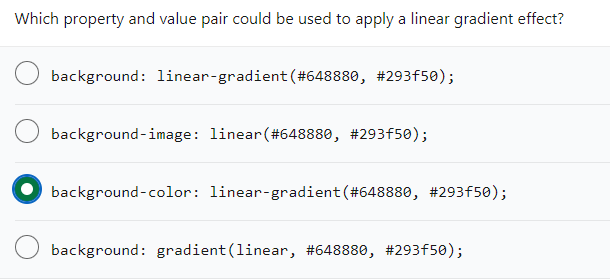 Which property and value pair could be used to apply a linear gradient effect?
background: linear-gradient(#648880, #293f50);
background-image: linear(#648880, #293f50);
background-color: linear-gradient(#648880, #293f50);
background: gradient(linear, #648880, #293f50);